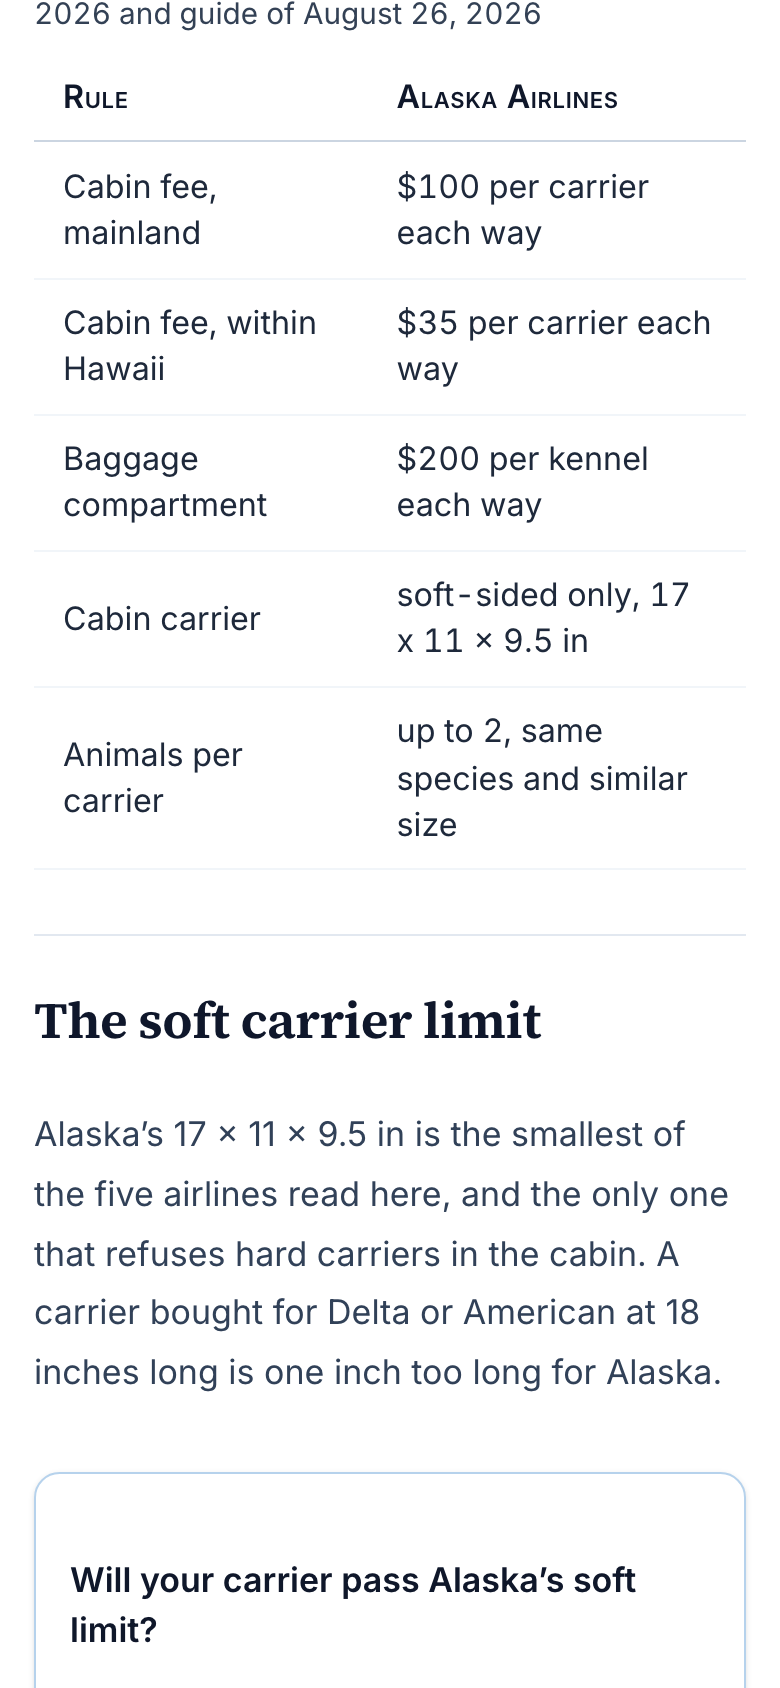 2026 and guide of August 26, 2026
Rule Alaska Airlines
Cabin fee, mainland $100 per carrier each way
Cabin fee, within Hawaii $35 per carrier each way
Baggage compartment $200 per kennel each way
Cabin carrier soft-sided only, 17 x 11 × 9.5 in
Animals per carrier up to 2, same species and similar size
The soft carrier limit
Alaska’s 17 × 11 × 9.5 in is the smallest of
the five airlines read here, and the only one
that refuses hard carriers in the cabin. A
carrier bought for Delta or American at 18
inches long is one inch too long for Alaska.
Will your carrier pass Alaska’s soft
limit?